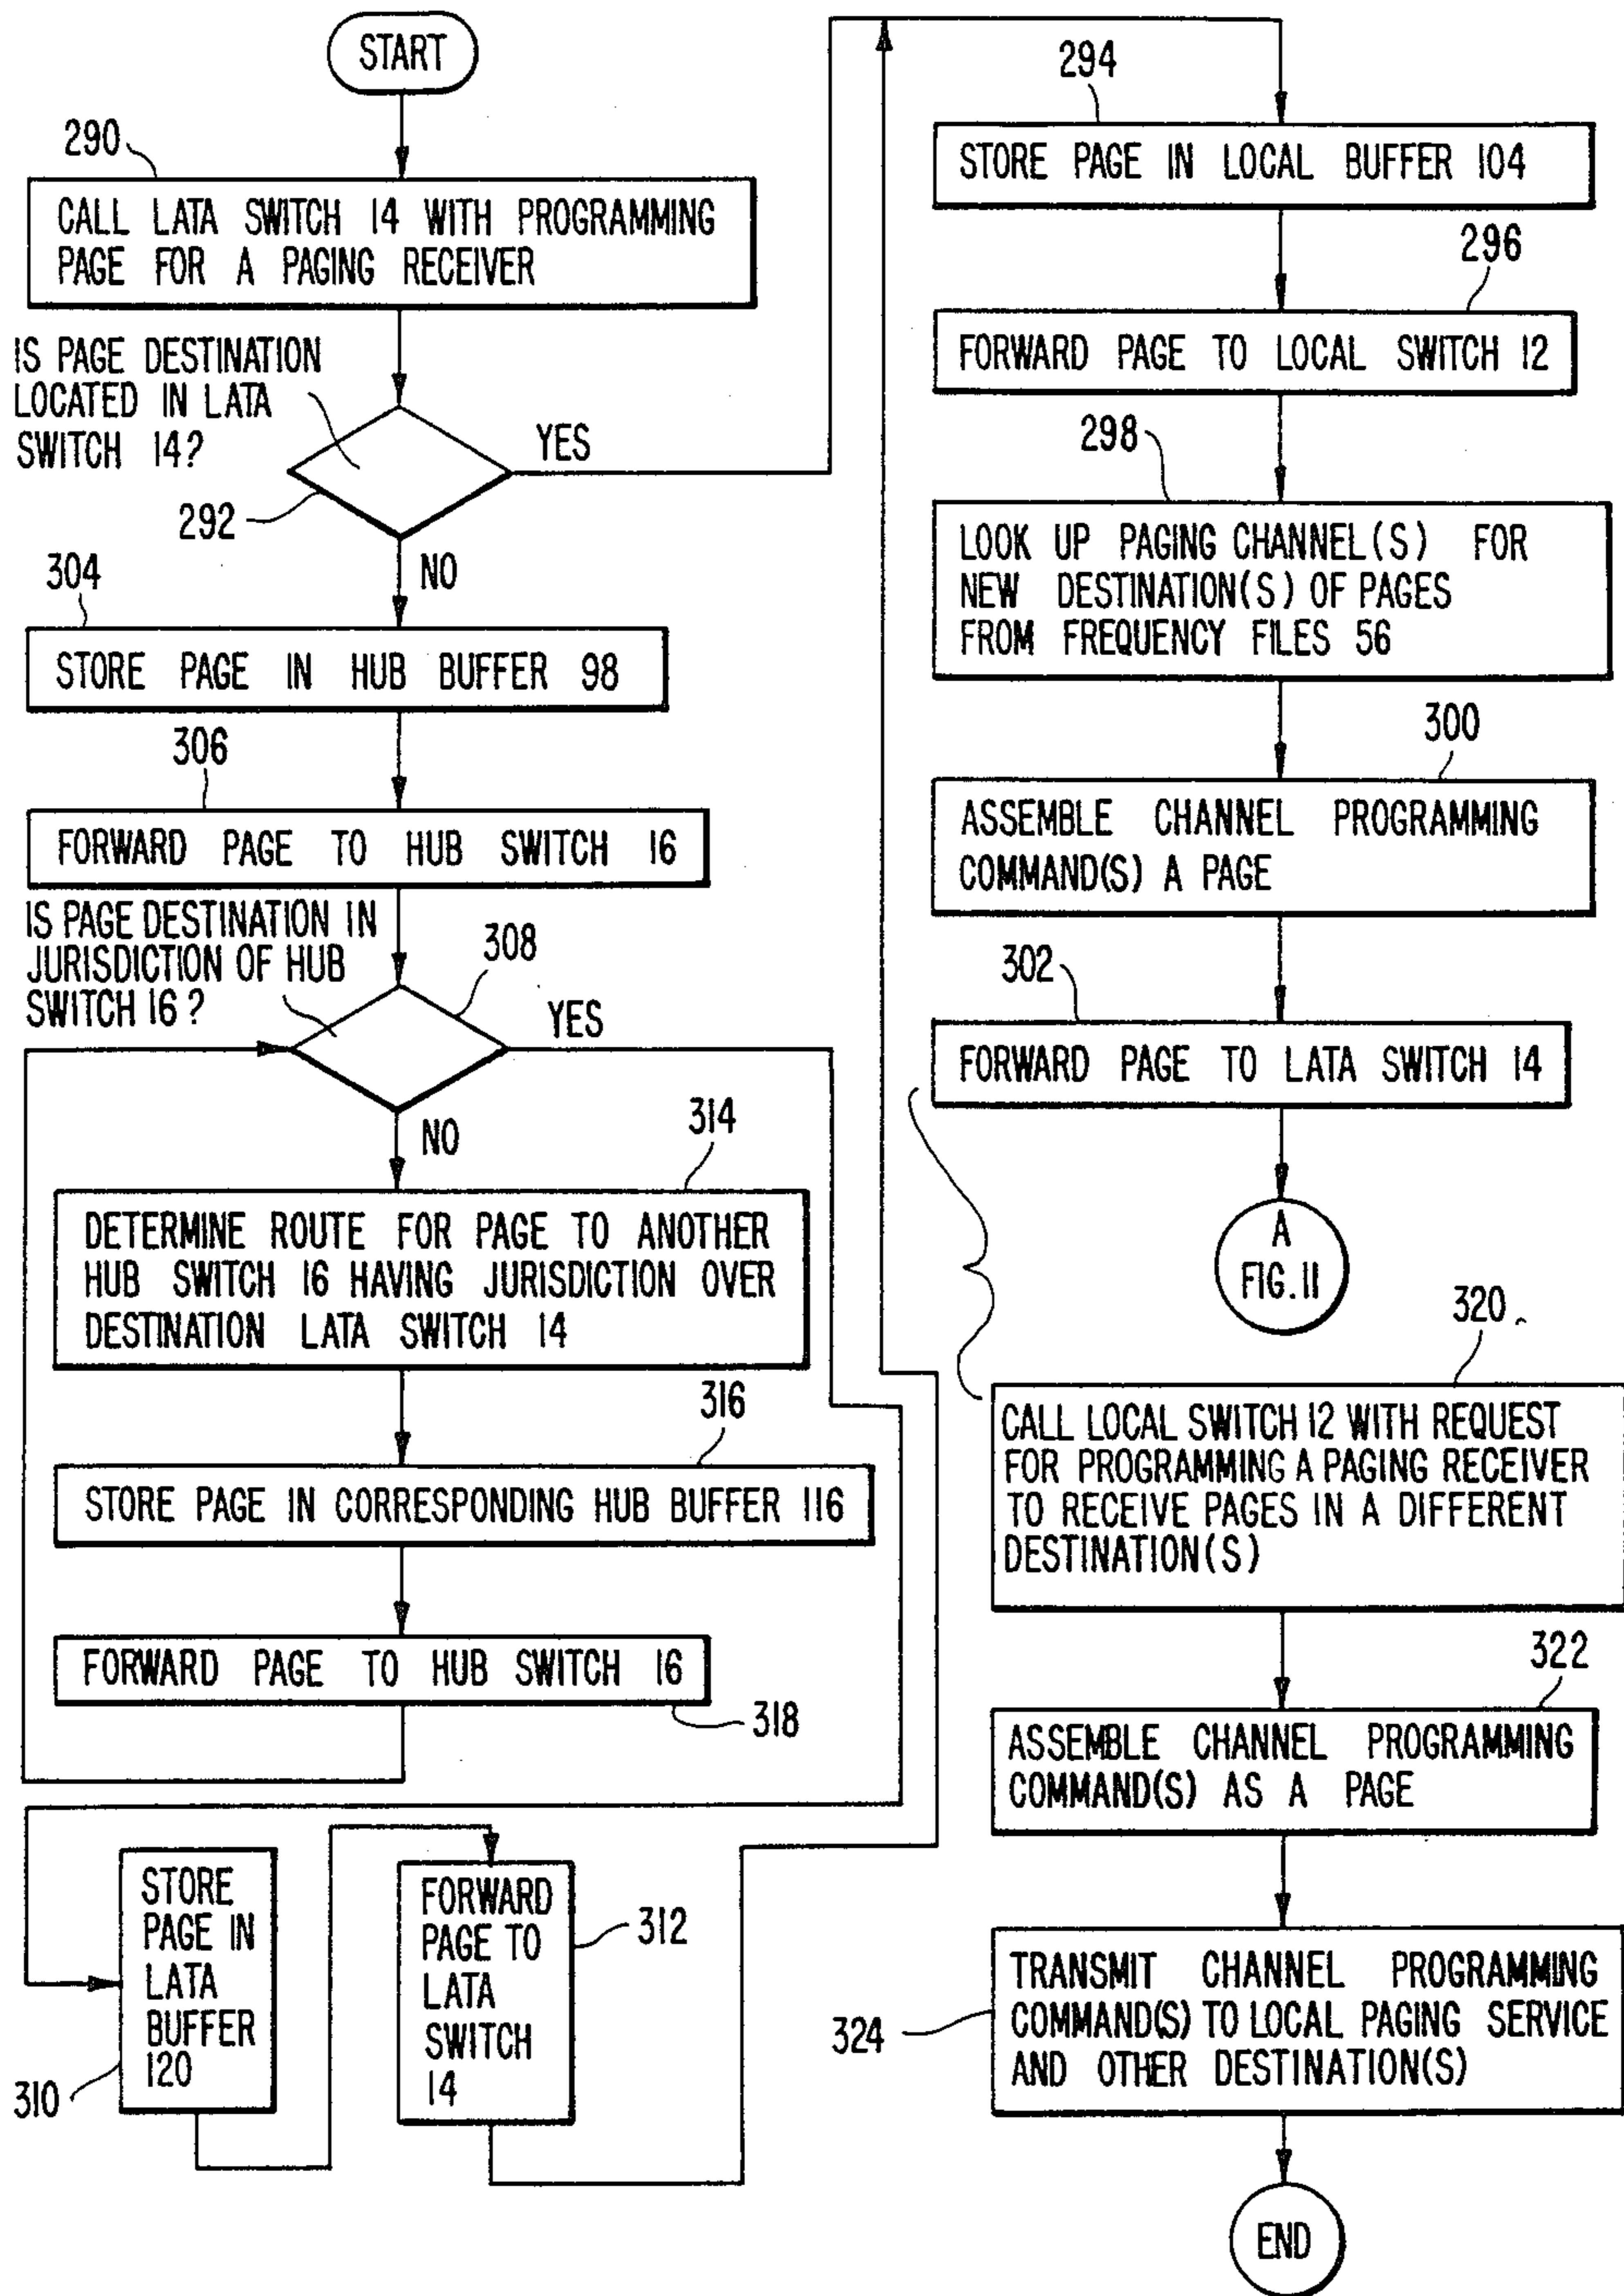 START
290
CALL LATA SWITCH 14 WITH PROGRAMMING
PAGE FOR A PAGING RECEIVER
IS PAGE DESTINATION
LOCATED IN LATA
SWITCH 14?
YES
292
NO
304
STORE PAGE IN HUB BUFFER 98
306
FORWARD PAGE TO HUB SWITCH 16
IS PAGE DESTINATION IN
JURISDICTION OF HUB
SWITCH 16?
308
YES
NO
314
DETERMINE ROUTE FOR PAGE TO ANOTHER
HUB SWITCH 16 HAVING JURISDICTION OVER
DESTINATION LATA SWITCH 14
316
STORE PAGE IN CORRESPONDING HUB BUFFER 116
FORWARD PAGE TO HUB SWITCH 16
318
STORE
PAGE IN
LATA
BUFFER
120
310
FORWARD
PAGE TO
LATA
SWITCH
14
312
294
STORE PAGE IN LOCAL BUFFER 104
296
FORWARD PAGE TO LOCAL SWITCH 12
298
LOOK UP PAGING CHANNEL(S) FOR
NEW DESTINATION(S) OF PAGES
FROM FREQUENCY FILES 56
300
ASSEMBLE CHANNEL PROGRAMMING
COMMAND(S) A PAGE
302
FORWARD PAGE TO LATA SWITCH 14
A
FIG. 11
320
CALL LOCAL SWITCH 12 WITH REQUEST
FOR PROGRAMMING A PAGING RECEIVER
TO RECEIVE PAGES IN A DIFFERENT
DESTINATION(S)
322
ASSEMBLE CHANNEL PROGRAMMING
COMMAND(S) AS A PAGE
TRANSMIT CHANNEL PROGRAMMING
COMMAND(S) TO LOCAL PAGING SERVICE
AND OTHER DESTINATION(S)
324
END